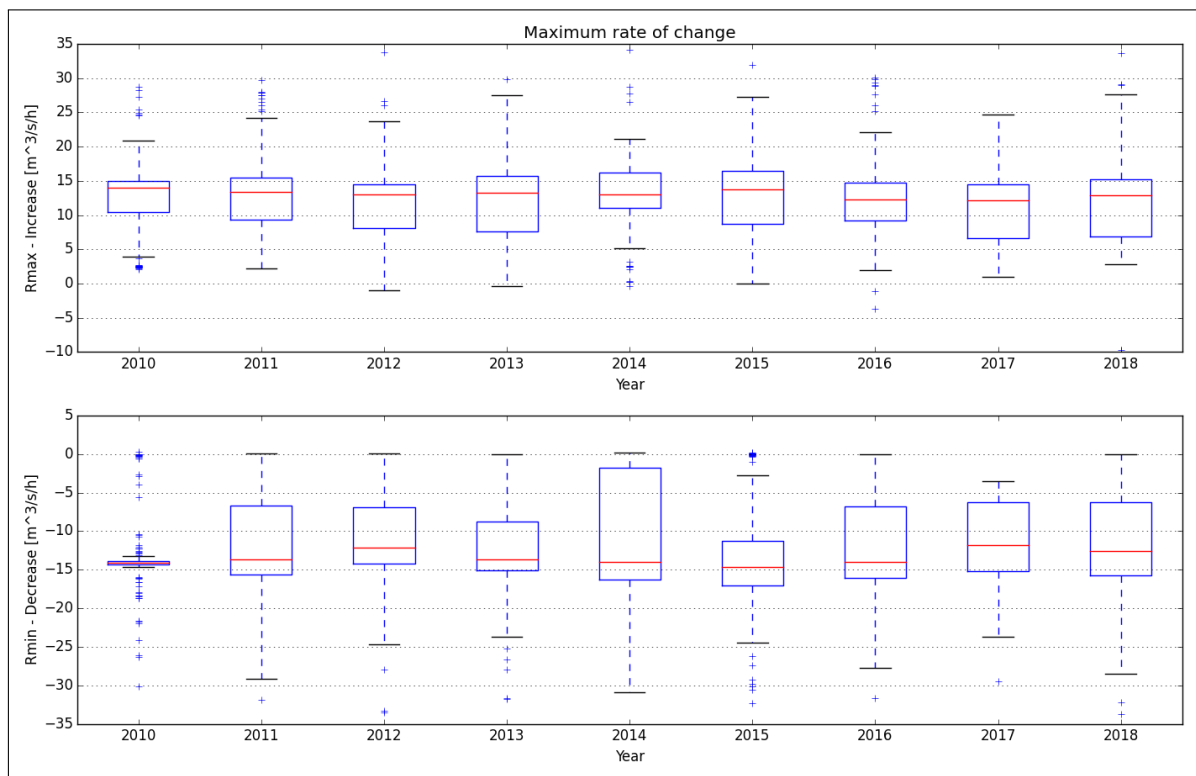 Maximum rate of change
Rmax - Increase [m^3/s/h]
35
30
25
20
15
10
5
0
−5
−10
2010 2011 2012 2013 2014 2015 2016 2017 2018
Year
Rmin - Decrease [m^3/s/h]
5
0
−5
−10
−15
−20
−25
−30
−35
2010 2011 2012 2013 2014 2015 2016 2017 2018
Year